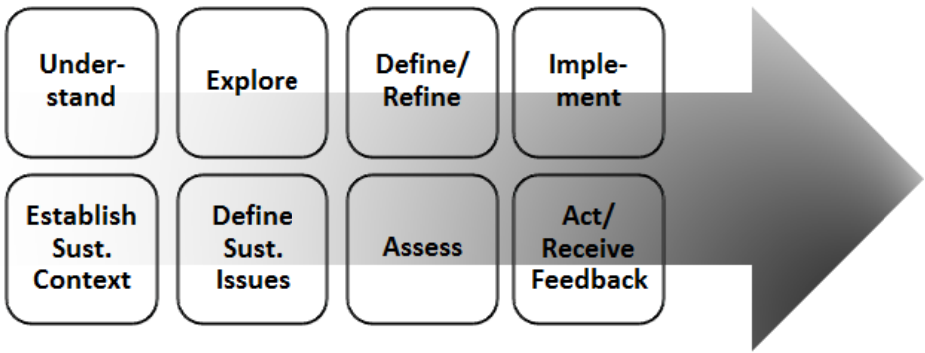 Under-
stand
Explore
Define/
Refine
Imple-
ment
Establish
Sust.
Context
Define
Sust.
Issues
Assess
Act/
Receive
Feedback